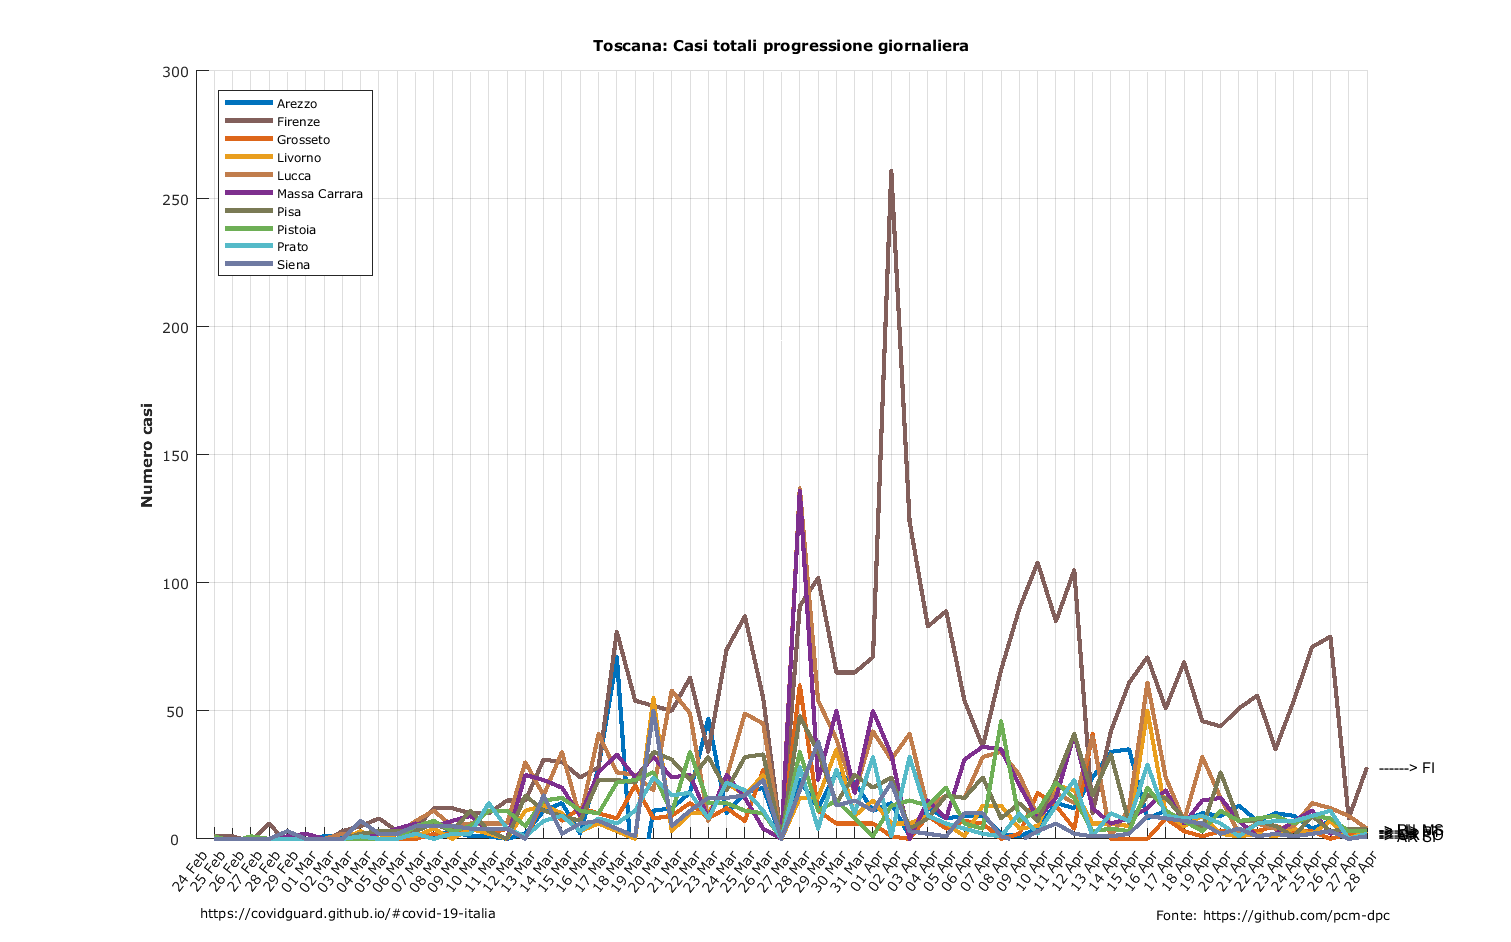 Toscana: Casi totali progressione giornaliera
300
250
200
150
100
50
0
Numero casi
Arezzo
Firenze
Grosseto
Livorno
Lucca
Massa Carrara
Pisa
Pistoia
Prato
Siena
------> FI
24 Feb
25 Feb
26 Feb
27 Feb
28 Feb
29 Feb
01 Mar
02 Mar
03 Mar
04 Mar
05 Mar
06 Mar
07 Mar
08 Mar
09 Mar
10 Mar
11 Mar
12 Mar
13 Mar
14 Mar
15 Mar
16 Mar
17 Mar
18 Mar
19 Mar
20 Mar
21 Mar
22 Mar
23 Mar
24 Mar
25 Mar
26 Mar
27 Mar
28 Mar
29 Mar
30 Mar
31 Mar
01 Apr
02 Apr
03 Apr
04 Apr
05 Apr
06 Apr
07 Apr
08 Apr
09 Apr
10 Apr
11 Apr
12 Apr
13 Apr
14 Apr
15 Apr
16 Apr
17 Apr
18 Apr
19 Apr
20 Apr
21 Apr
22 Apr
23 Apr
24 Apr
25 Apr
26 Apr
27 Apr
28 Apr
https://covidguard.github.io/#covid-19-italia
Fonte: https://github.com/pcm-dpc